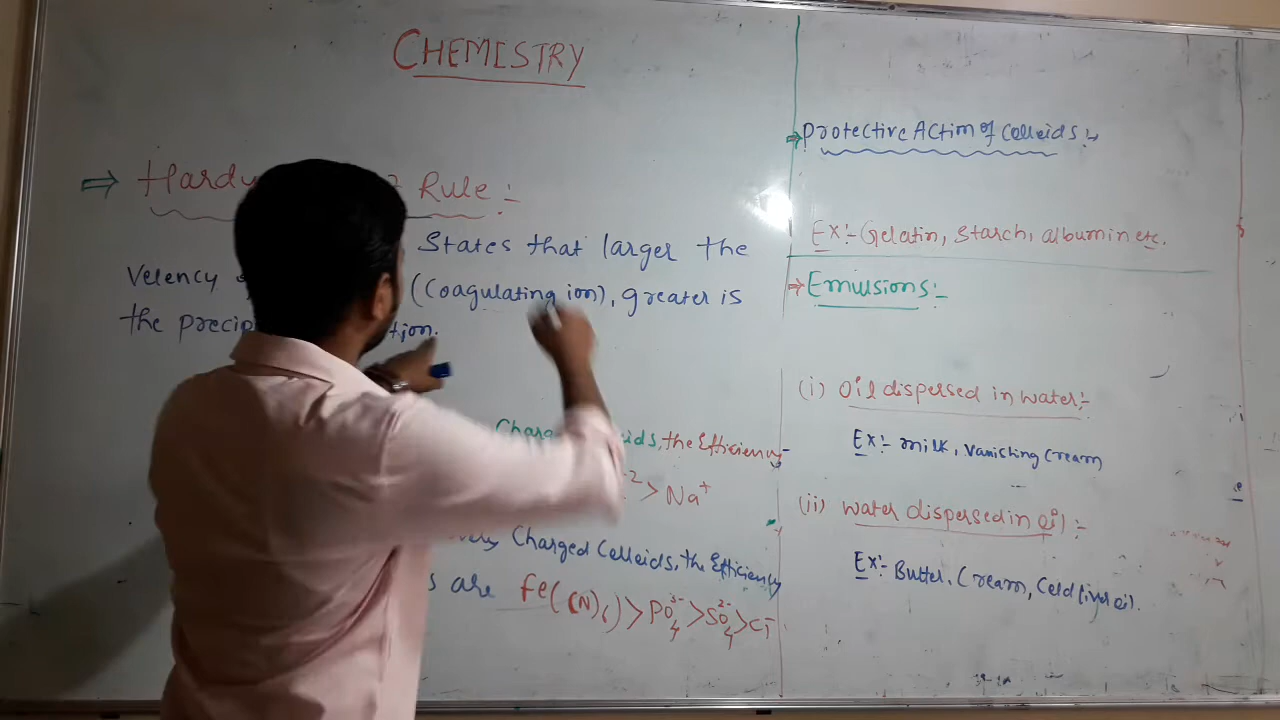 CHEMISTRY
⇒ Hardy Rule :-
States that larger the
Velency (Coagulating ion), greater is
the precip tion.
Charg ids, the Efficiency-
-2 > Na⁺
vely Charged Colloids, the Efficiency
s are Fe((N)₆) > PO₄³⁻ > SO₄²⁻ > Cl⁻
⇒ Protective Action of Colloids :-
Ex:- Gelatin, Starch, albumin etc.
⇒ Emulsions :-
(i) Oil dispersed in water :-
Ex:- milk, Vanishing Cream
(ii) water dispersed in oil :-
Ex:- Butter, Cream, Cold liver oil.